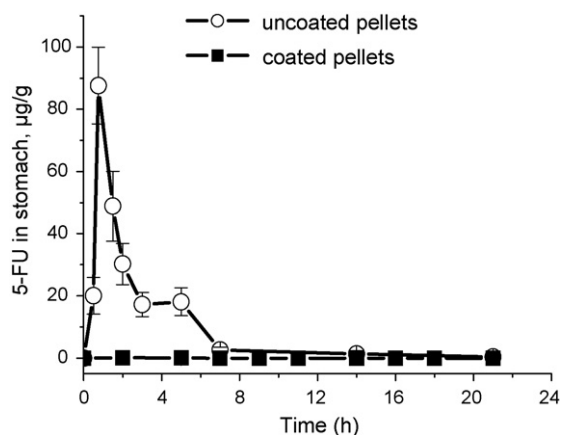 uncoated pellets
coated pellets
5-FU in stomach, µg/g
100
80
60
40
20
0
0 4 8 12 16 20 24
Time (h)